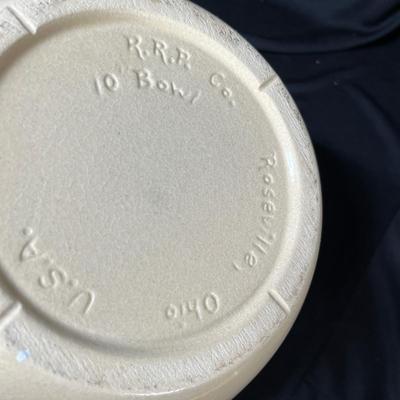 R.R.P. Co.
10" Bowl
Roseville,
Ohio
U.S.A.